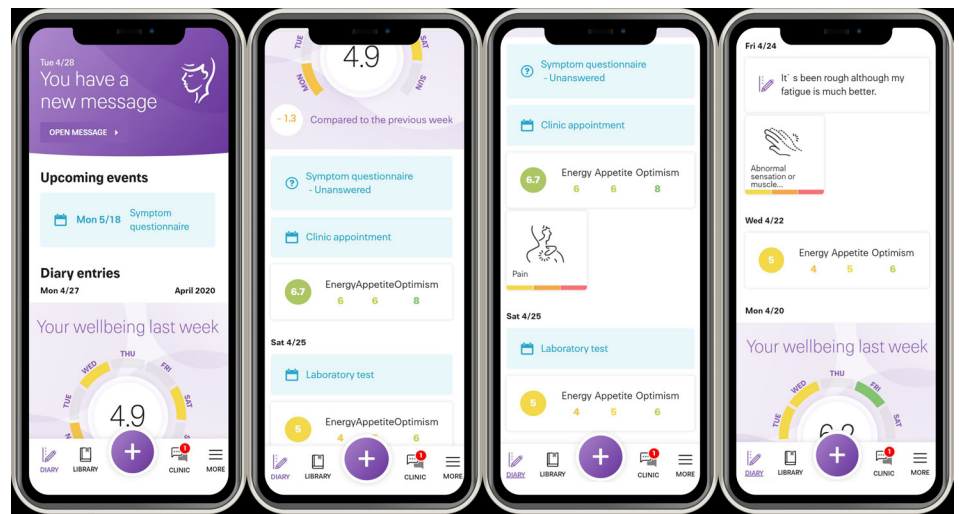 Tue 4/28
You have a
new message
OPEN MESSAGE
Upcoming events
Mon 5/18
Symptom
questionnaire
Diary entries
Mon 4/27
April 2020
Your wellbeing last week
TUE
WED
THU
FRI
SAT
4.9
DIARY
LIBRARY
+
1
CLINIC
MORE
MON
TUE
4.9
SAT
SUN
- 1.3
Compared to the previous week
?
Symptom questionnaire
- Unanswered
Clinic appointment
6.7
EnergyAppetiteOptimism
6 6 8
Sat 4/25
Laboratory test
5
EnergyAppetiteOptimism
4 6
DIARY
LIBRARY
+
1
CLINIC
MORE
?
Symptom questionnaire
- Unanswered
Clinic appointment
6.7
Energy Appetite Optimism
6 6 8
Pain
Sat 4/25
Laboratory test
5
Energy Appetite Optimism
4 5 6
DIARY
LIBRARY
+
1
CLINIC
MORE
Fri 4/24
It´ s been rough although my
fatigue is much better.
Abnormal
sensation or
muscle...
Wed 4/22
5
Energy Appetite Optimism
4 5 6
Mon 4/20
Your wellbeing last week
TUE
WED
THU
FRI
SAT
DIARY
LIBRARY
+
1
CLINIC
MORE